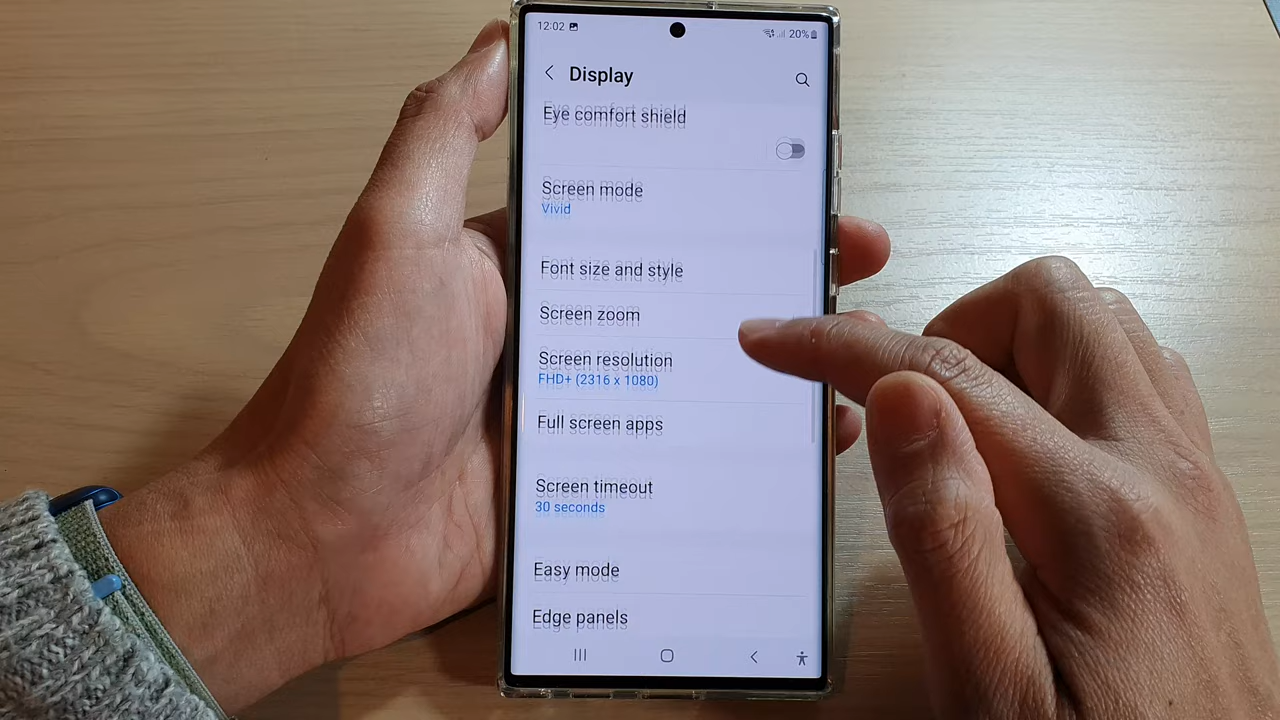 12:02
20%
Display
Eye comfort shield
Screen mode
Vivid
Font size and style
Screen zoom
Screen resolution
FHD+ (2316 x 1080)
Full screen apps
Screen timeout
30 seconds
Easy mode
Edge panels